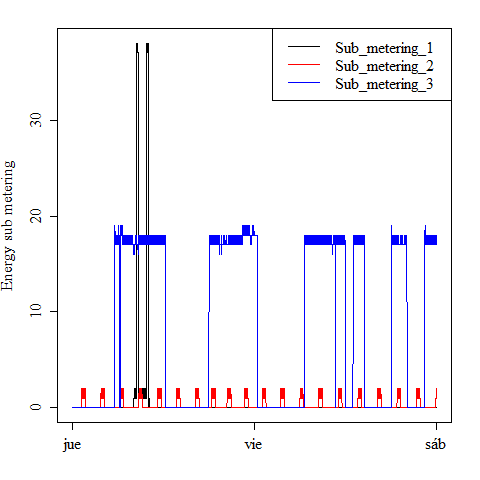 Sub_metering_1
Sub_metering_2
Sub_metering_3
Energy sub metering
30
20
10
0
jue
vie
sáb